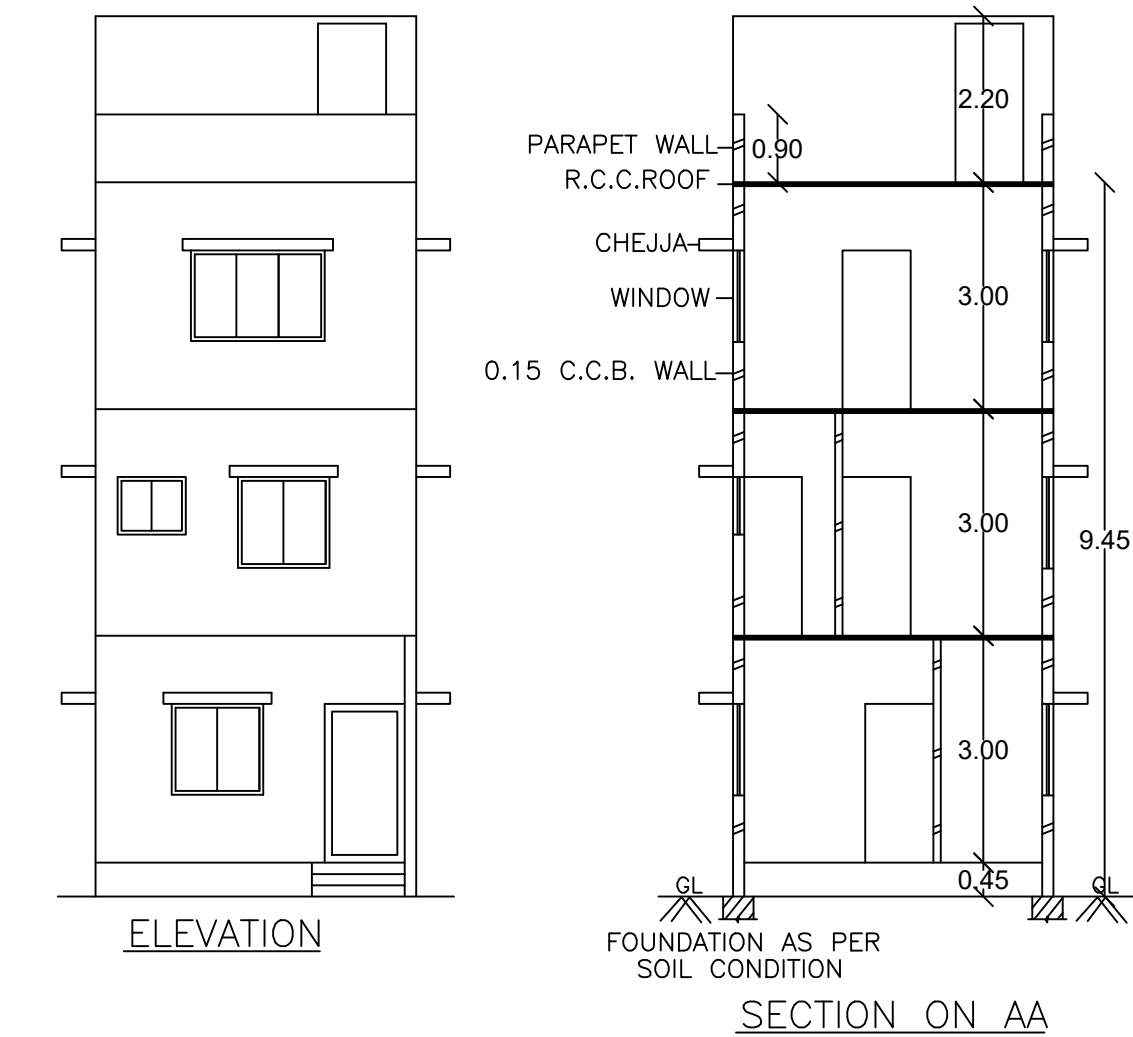 2.20
PARAPET WALL
0.90
R.C.C.ROOF
CHEJJA
WINDOW
3.00
0.15 C.C.B. WALL
3.00
9.45
3.00
0.45
GL
GL
FOUNDATION AS PER
SOIL CONDITION
ELEVATION
SECTION ON AA